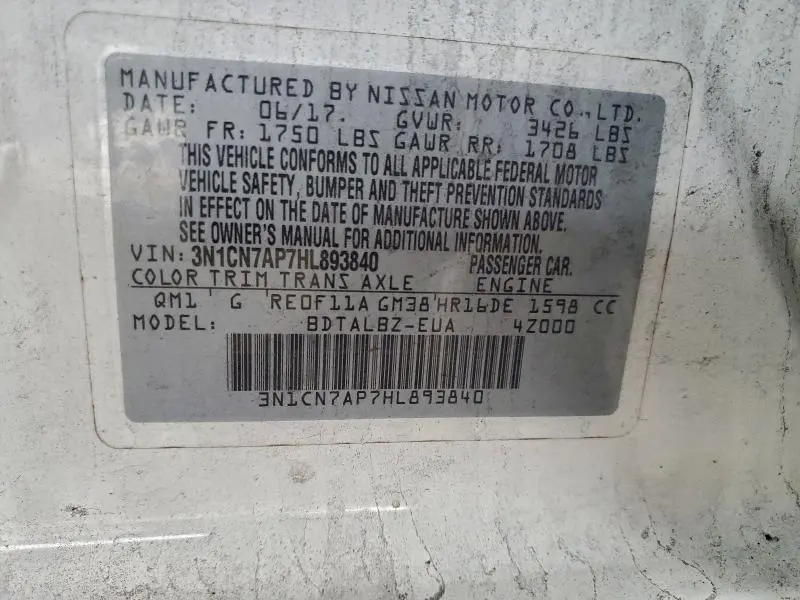 MANUFACTURED BY NISSAN MOTOR CO., LTD.
DATE: 06/17. GVWR: 3426 LBS
GAWR FR: 1750 LBS GAWR RR: 1708 LBS
THIS VEHICLE CONFORMS TO ALL APPLICABLE FEDERAL MOTOR
VEHICLE SAFETY, BUMPER AND THEFT PREVENTION STANDARDS
IN EFFECT ON THE DATE OF MANUFACTURE SHOWN ABOVE.
SEE OWNER'S MANUAL FOR ADDITIONAL INFORMATION.
VIN: 3N1CN7AP7HL893840 PASSENGER CAR.
COLOR TRIM TRANS AXLE ENGINE
QM1 G RE0F11A GM38 HR16DE 1598 CC
MODEL: BDTALBZ-EUA 4Z000
3N1CN7AP7HL893840